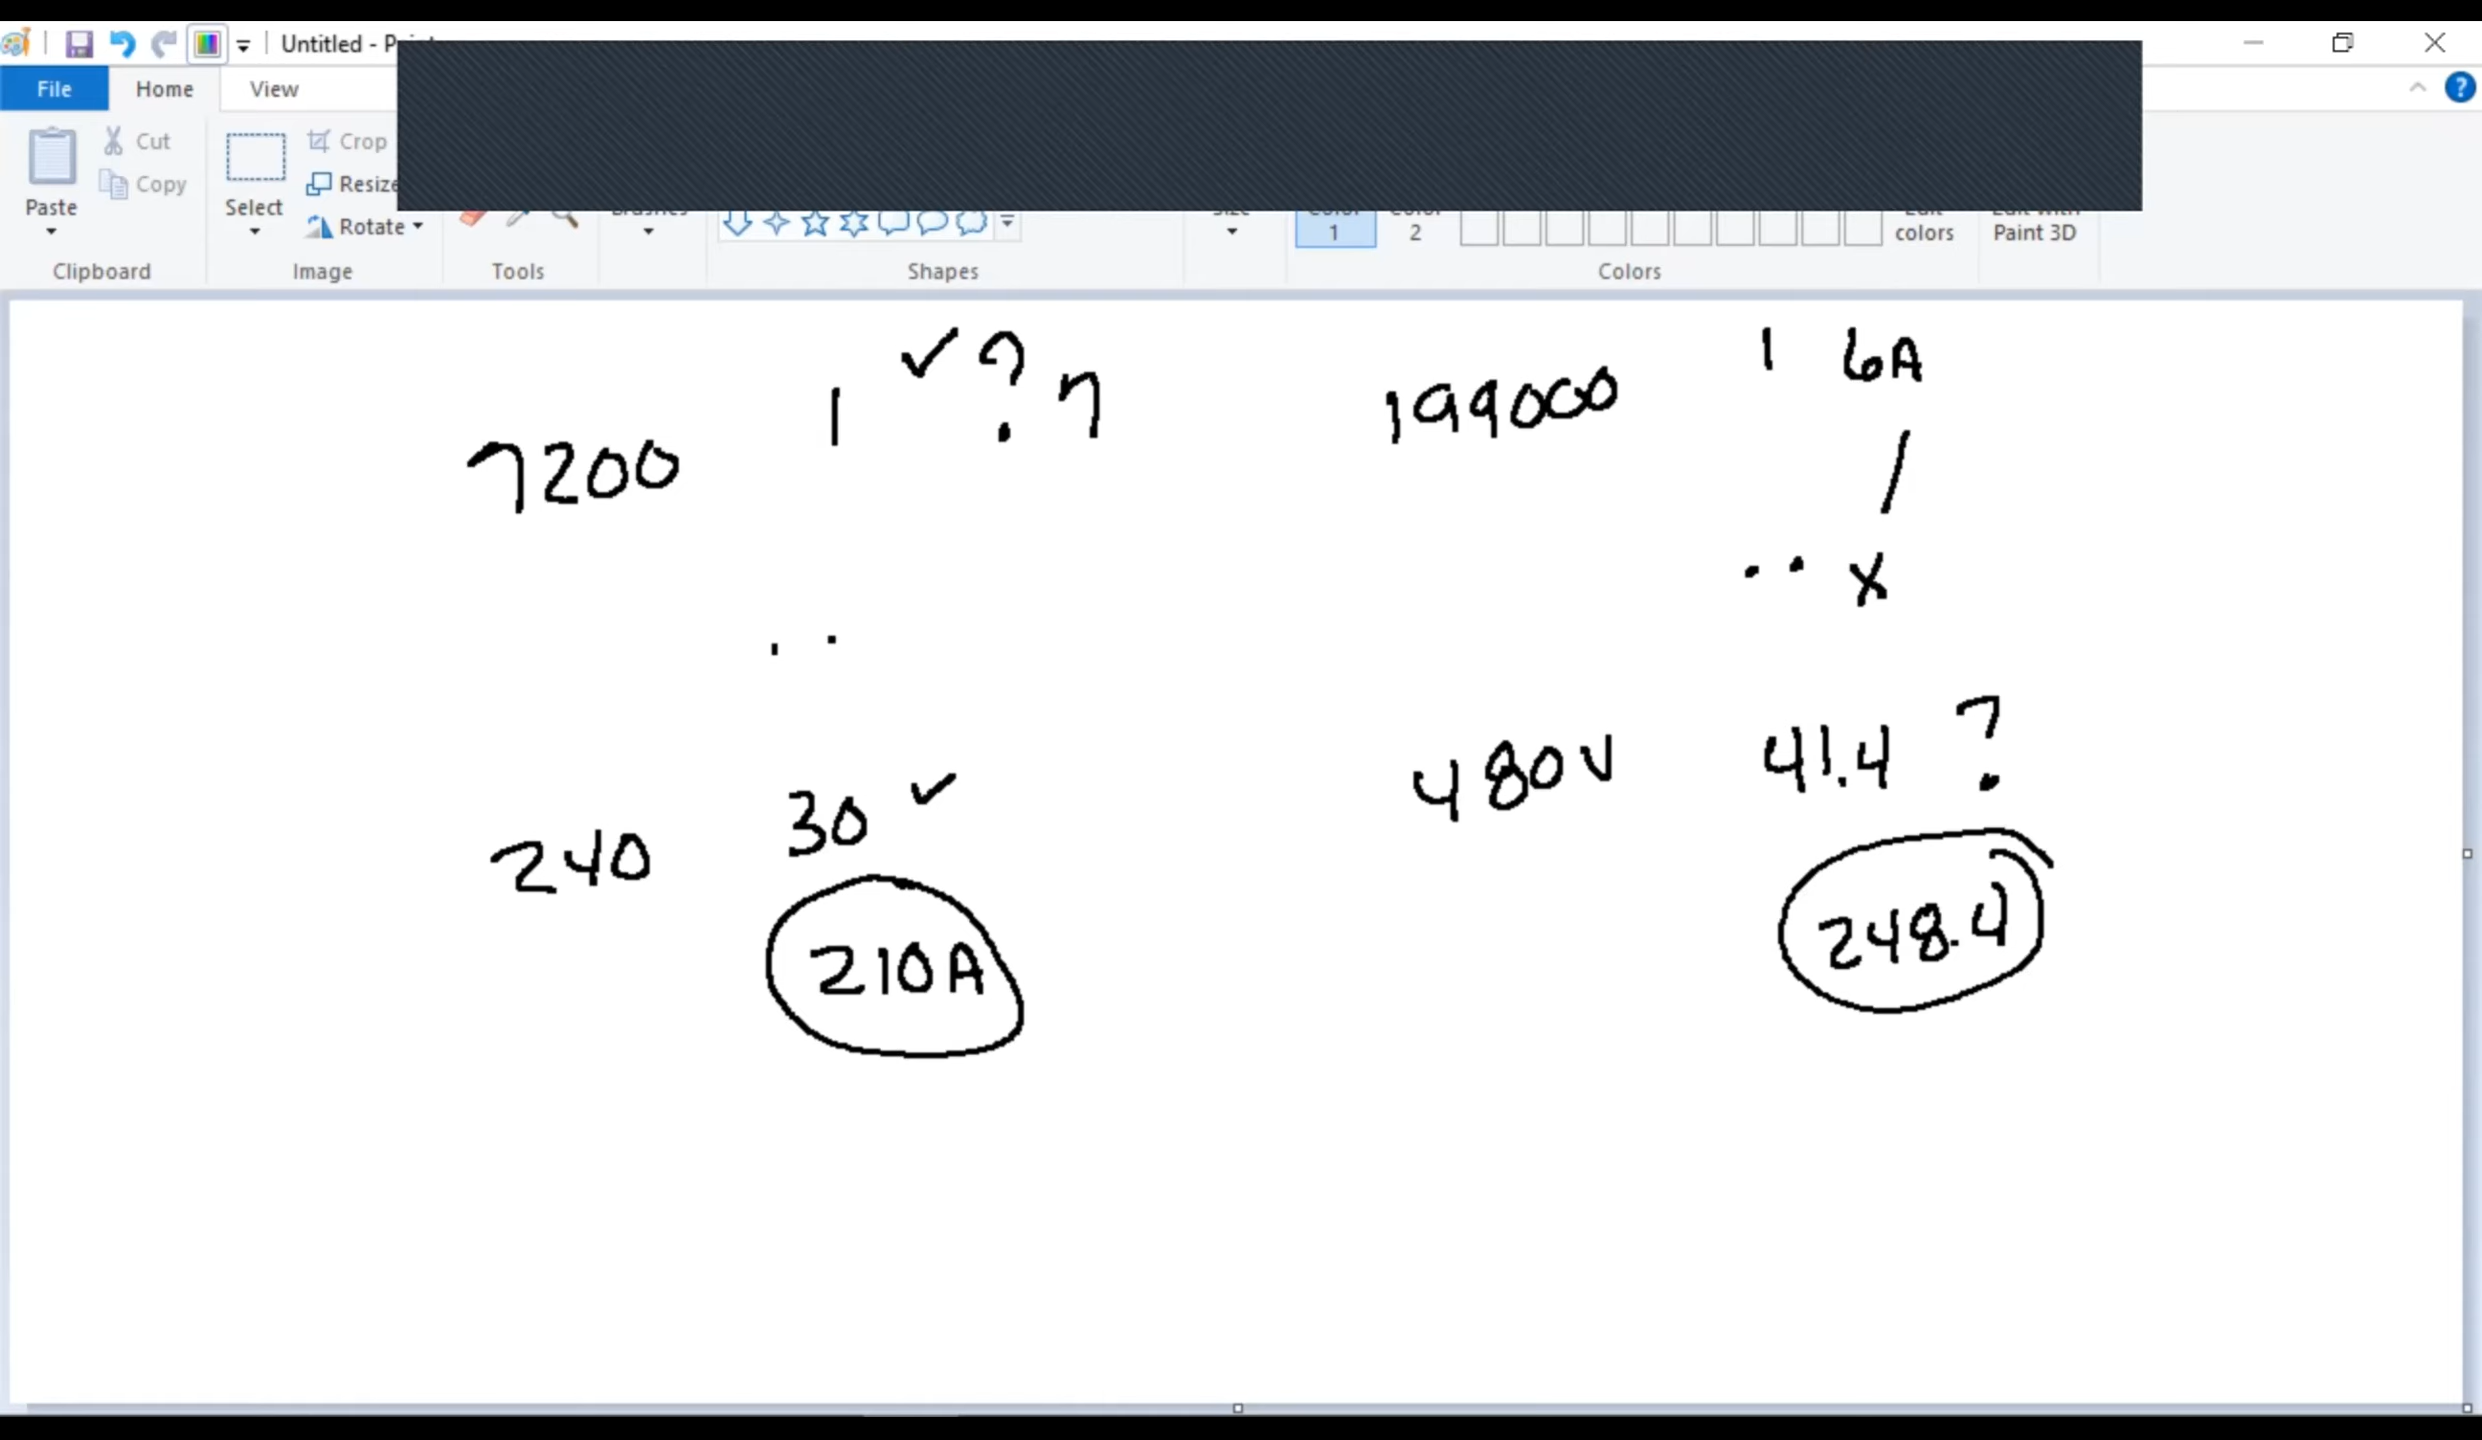 Untitled - P
File Home View
Cut
Copy
Paste
Crop
Resize
Rotate
Select
1
2
colors
Paint 3D
Clipboard
Image
Tools
Shapes
Colors
1 ✓ ? 7
7200
. .
30 ✓
240
210A
1 6A
199000
/
. . x
480V 41.4 ?
248.4